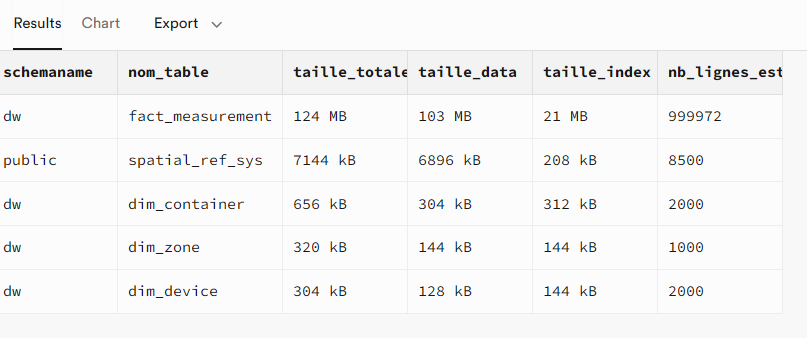 Results Chart Export
schemaname nom_table taille_totale taille_data taille_index nb_lignes_est
dw fact_measurement 124 MB 103 MB 21 MB 999972
public spatial_ref_sys 7144 kB 6896 kB 208 kB 8500
dw dim_container 656 kB 304 kB 312 kB 2000
dw dim_zone 320 kB 144 kB 144 kB 1000
dw dim_device 304 kB 128 kB 144 kB 2000